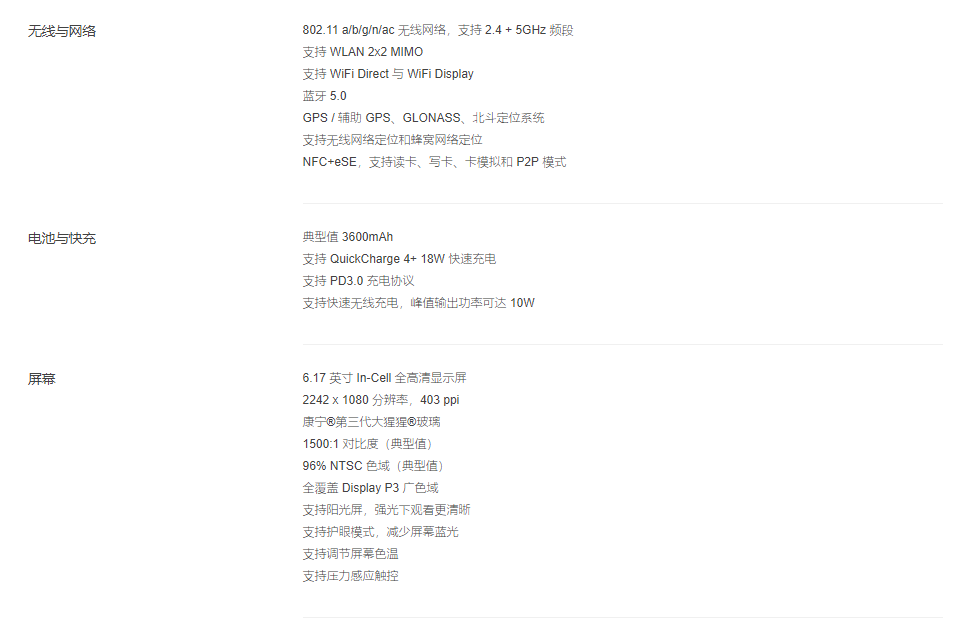 无线与网络
802.11 a/b/g/n/ac 无线网络，支持 2.4 + 5GHz 频段
支持 WLAN 2x2 MIMO
支持 WiFi Direct 与 WiFi Display
蓝牙 5.0
GPS / 辅助 GPS、GLONASS、北斗定位系统
支持无线网络定位和蜂窝网络定位
NFC+eSE，支持读卡、写卡、卡模拟和 P2P 模式
电池与快充
典型值 3600mAh
支持 QuickCharge 4+ 18W 快速充电
支持 PD3.0 充电协议
支持快速无线充电，峰值输出功率可达 10W
屏幕
6.17 英寸 In-Cell 全高清显示屏
2242 x 1080 分辨率，403 ppi
康宁®第三代大猩猩®玻璃
1500:1 对比度（典型值）
96% NTSC 色域（典型值）
全覆盖 Display P3 广色域
支持阳光屏，强光下观看更清晰
支持护眼模式，减少屏幕蓝光
支持调节屏幕色温
支持压力感应触控